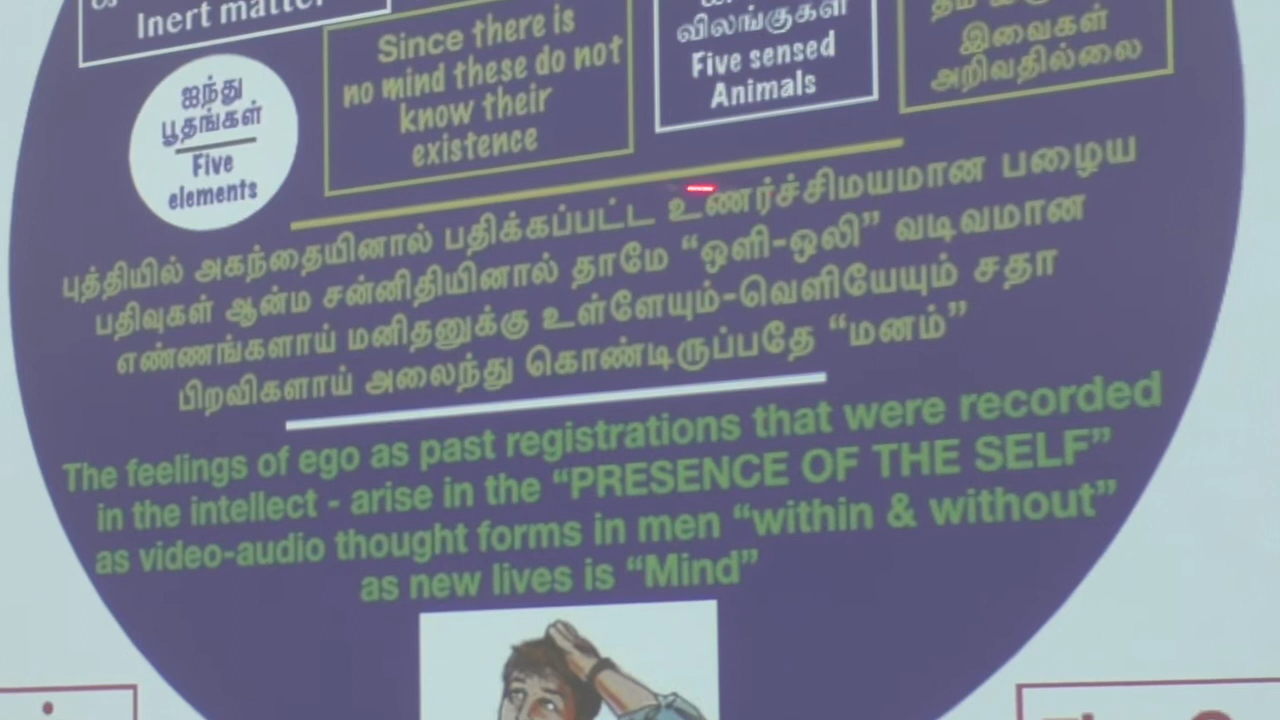 Inert matter
Since there is
no mind these do not
know their
existence
விலங்குகள்
Five sensed
Animals
இவைகள்
அறிவதில்லை
ஐந்து
பூதங்கள்
Five
elements
புத்தியில் அகந்தையினால் பதிக்கப்பட்ட உணர்ச்சிமயமான பழைய
பதிவுகள் ஆன்ம சன்னிதியினால் தாமே “ஒளி-ஒலி” வடிவமான
எண்ணங்களாய் மனிதனுக்கு உள்ளேயும்-வெளியேயும் சதா
பிறவிகளாய் அலைந்து கொண்டிருப்பதே “மனம்”
The feelings of ego as past registrations that were recorded
in the intellect - arise in the “PRESENCE OF THE SELF”
as video-audio thought forms in men “within & without”
as new lives is “Mind”